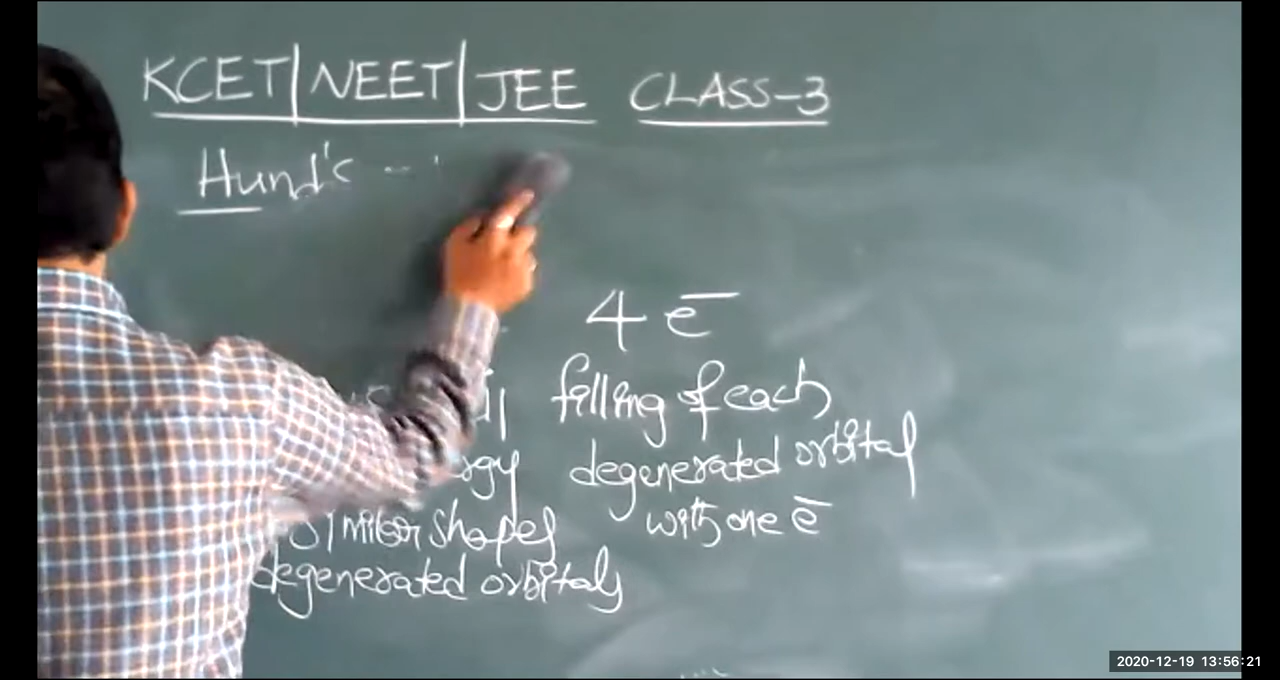 KCET|NEET|JEE CLASS-3
Hund's --
4 e̅
filling of each
degenerated orbital
with one e̅
similar shapes
degenerated orbitals
2020-12-19 13:56:21